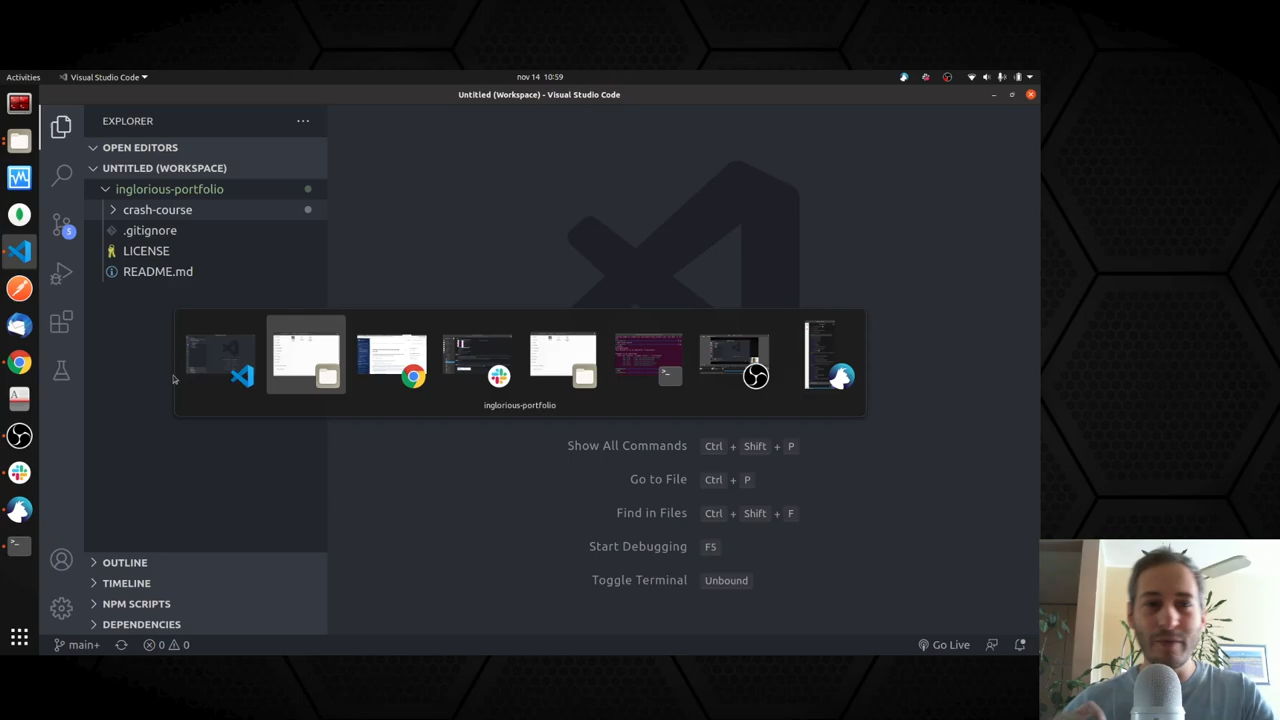 Activities
Visual Studio Code
nov 14 10:59
Untitled (Workspace) - Visual Studio Code
EXPLORER
OPEN EDITORS
UNTITLED (WORKSPACE)
inglorious-portfolio
crash-course
.gitignore
LICENSE
README.md
5
inglorious-portfolio
Show All Commands Ctrl + Shift + P
Go to File Ctrl + P
Find in Files Ctrl + Shift + F
Start Debugging F5
Toggle Terminal Unbound
OUTLINE
TIMELINE
NPM SCRIPTS
DEPENDENCIES
main+ 0 0 Go Live